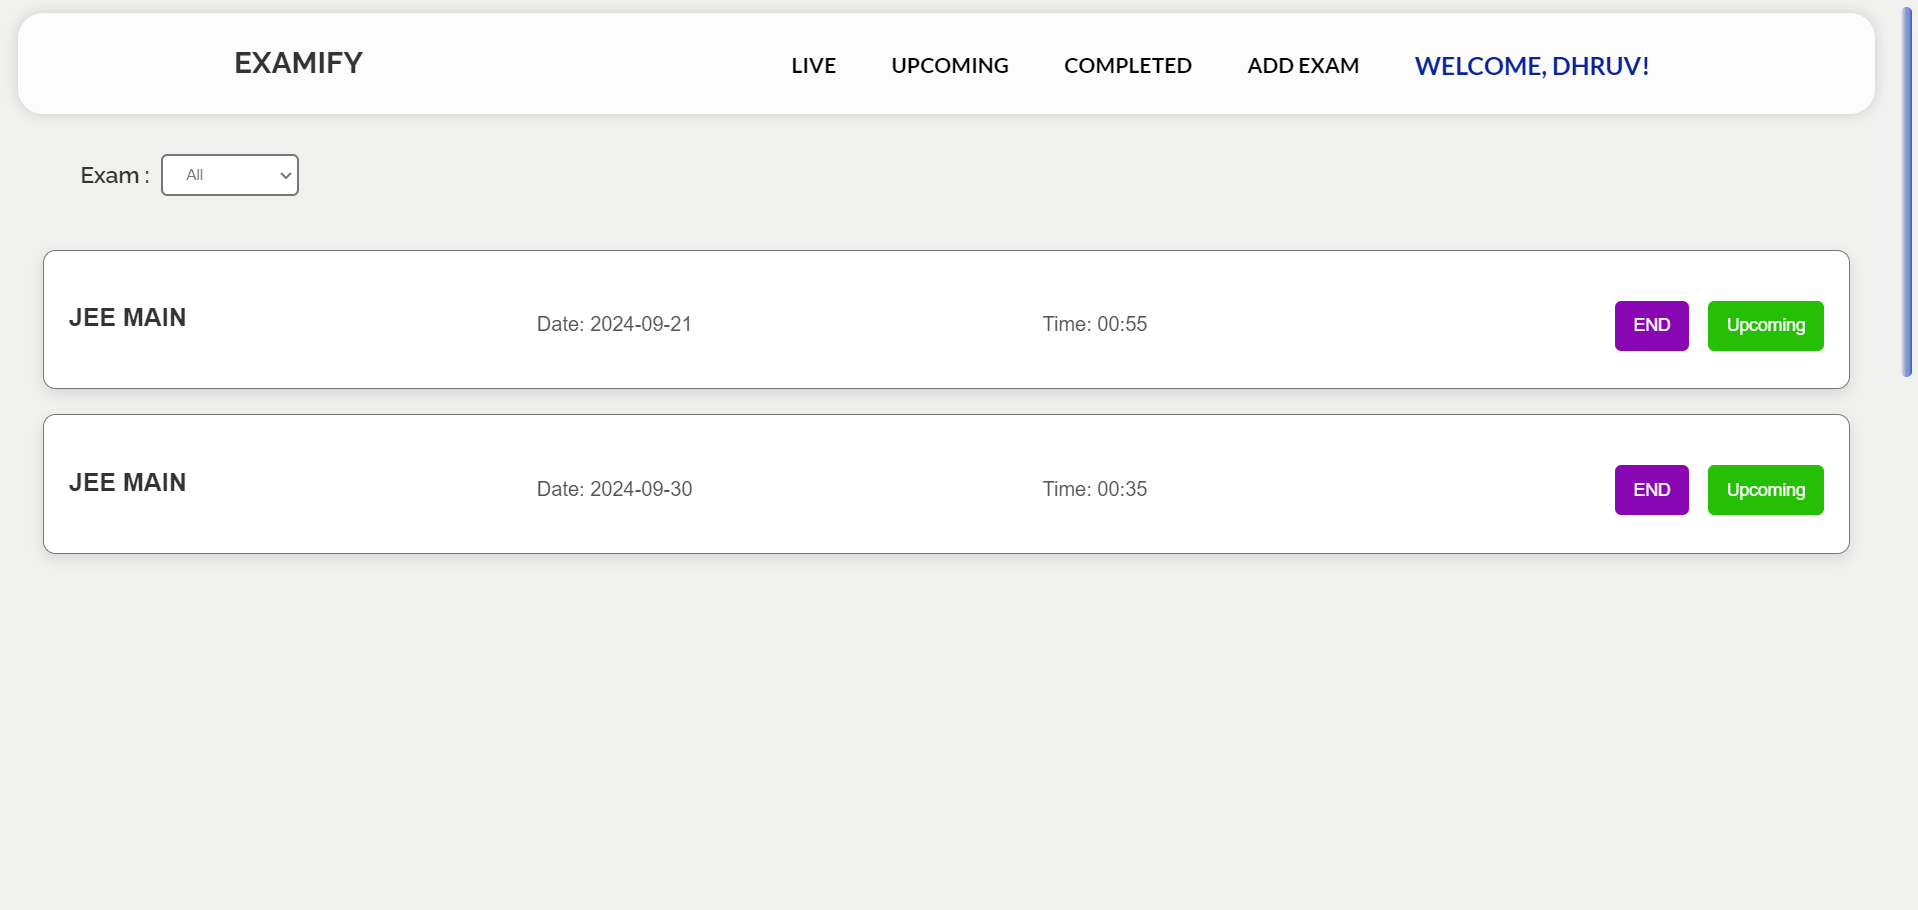 EXAMIFY LIVE UPCOMING COMPLETED ADD EXAM WELCOME, DHRUV!
Exam : All
JEE MAIN Date: 2024-09-21 Time: 00:55 END Upcoming
JEE MAIN Date: 2024-09-30 Time: 00:35 END Upcoming